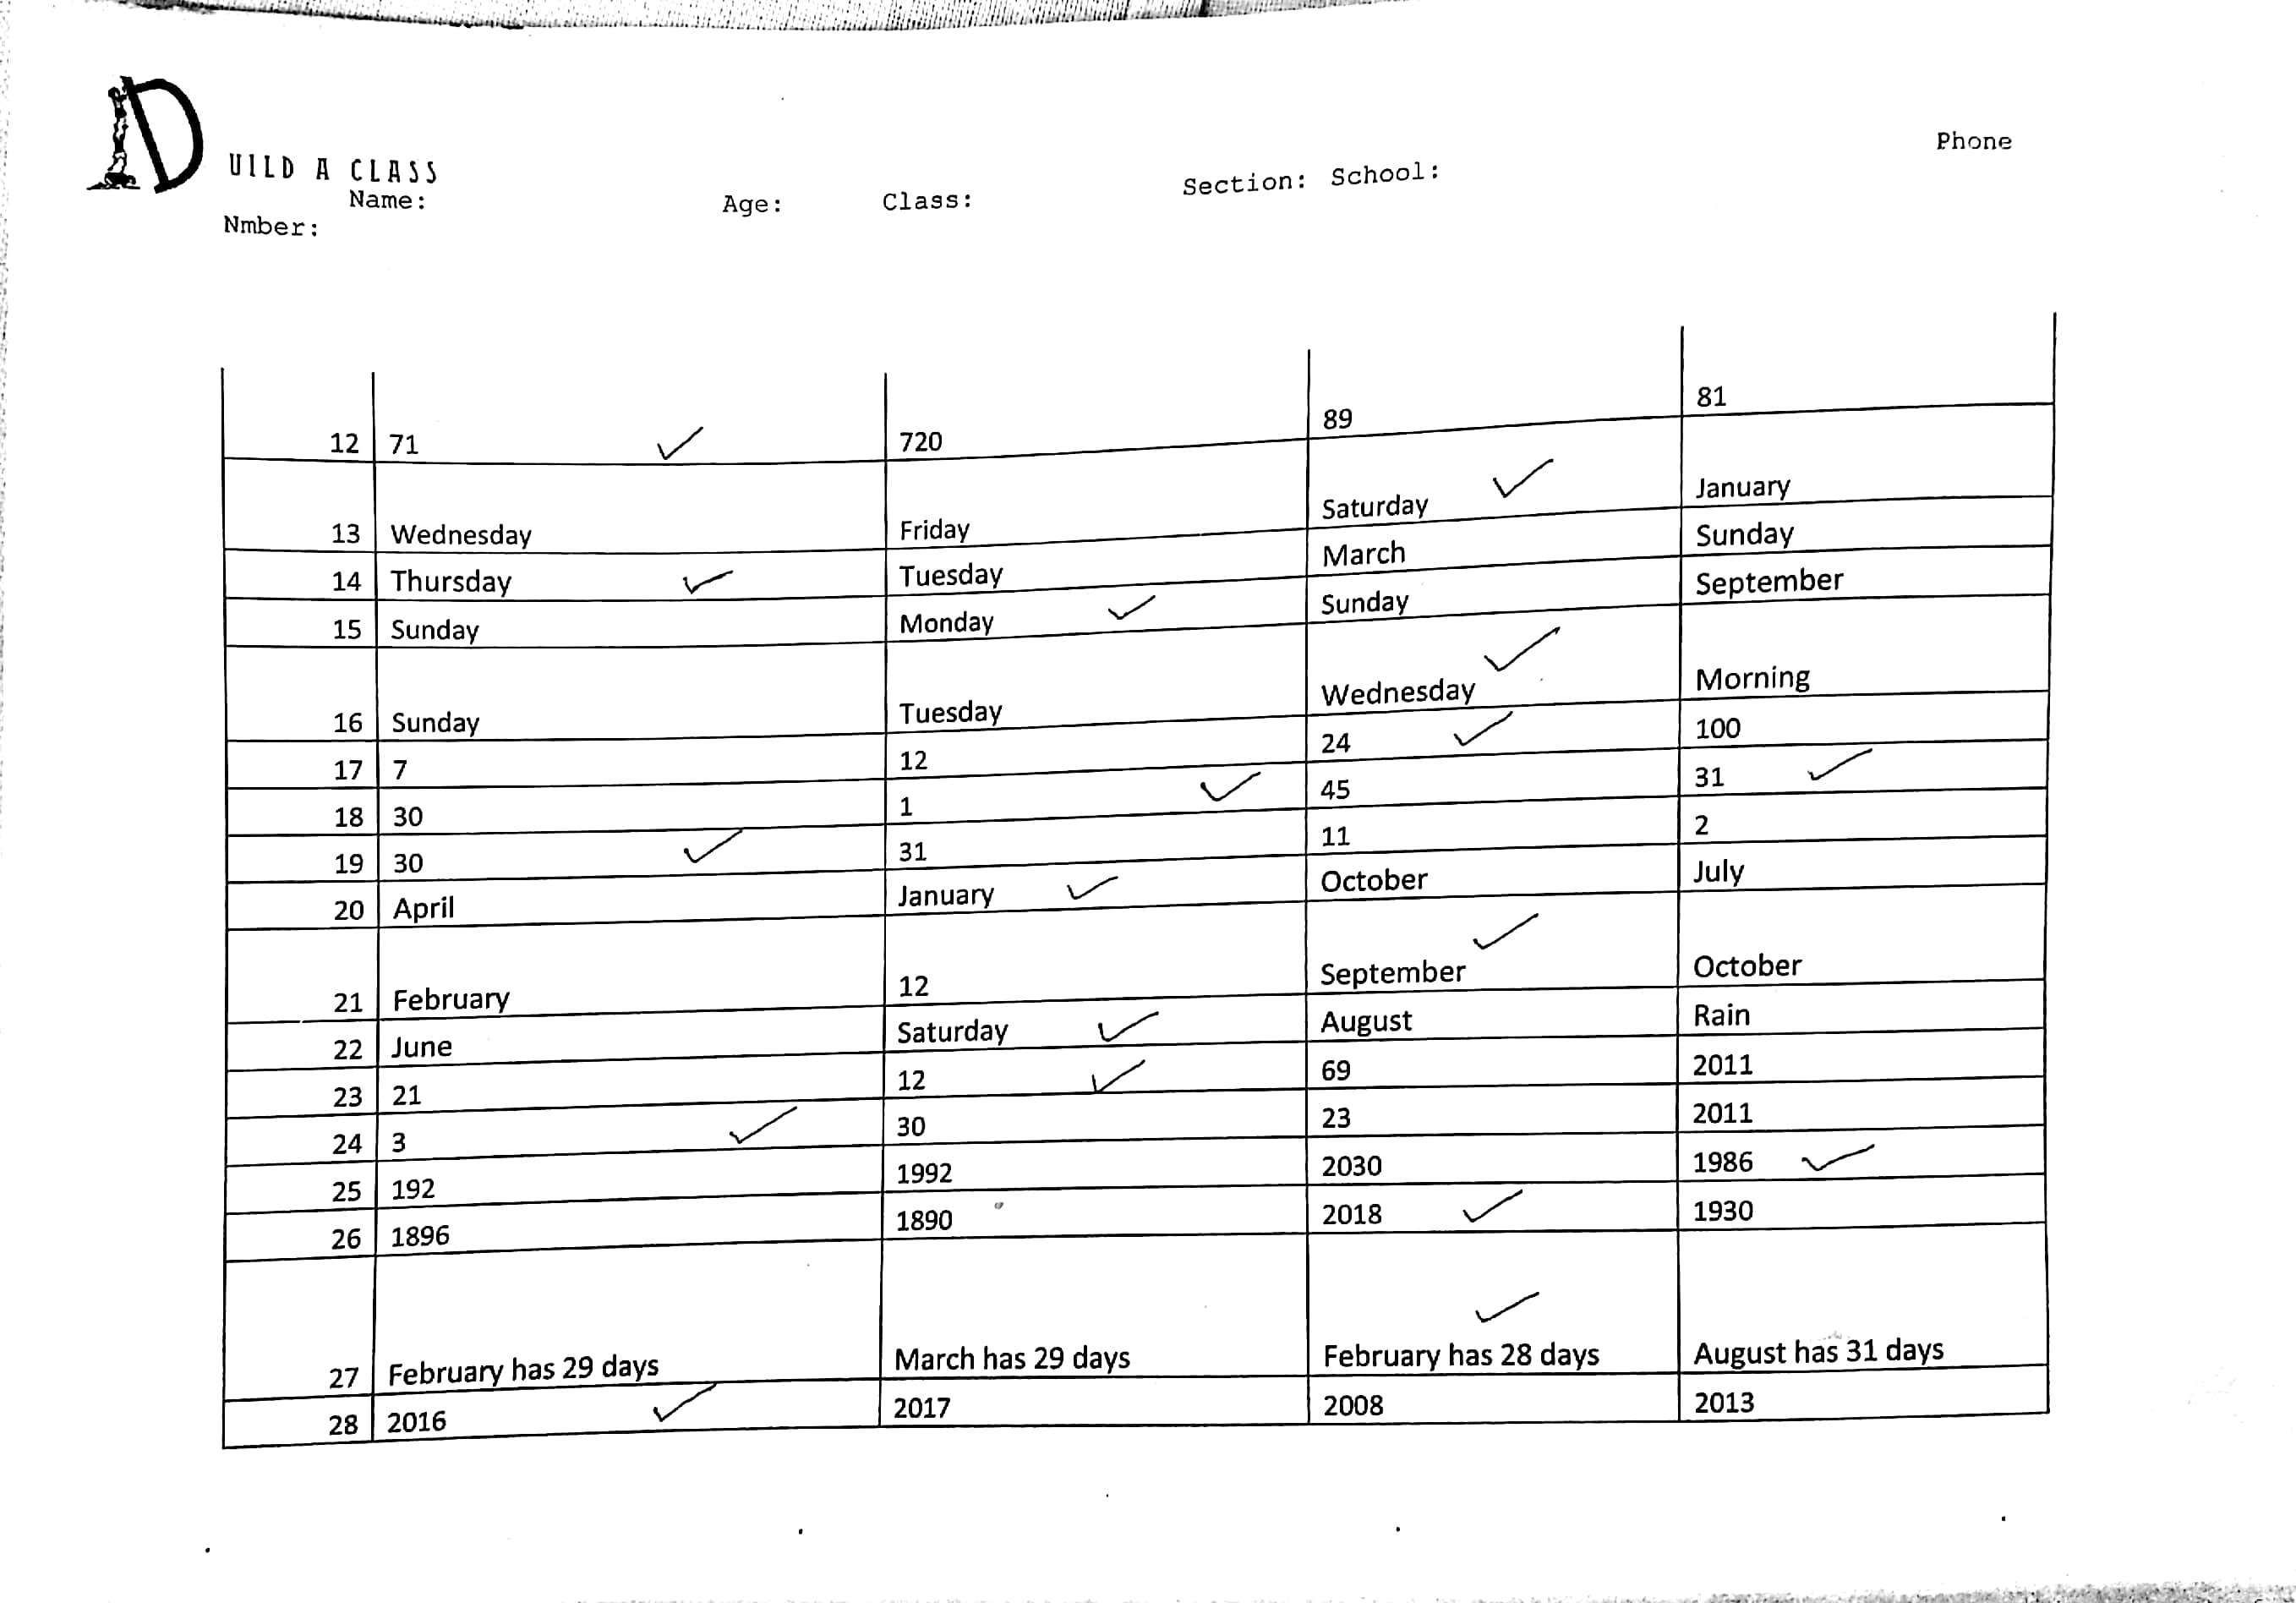 D UILD A CLASS
Name: Age: Class: Section: School: Phone
Nmber:
12 71 ✓ 720 89 81
13 Wednesday Friday Saturday ✓ January
14 Thursday ✓ Tuesday March Sunday
15 Sunday Monday ✓ Sunday September
16 Sunday Tuesday Wednesday ✓ Morning
17 7 12 24 ✓ 100
18 30 1 ✓ 45 31 ✓
19 30 ✓ 31 11 2
20 April January ✓ October July
21 February 12 September ✓ October
22 June Saturday ✓ August Rain
23 21 12 ✓ 69 2011
24 3 ✓ 30 23 2011
25 192 1992 2030 1986 ✓
26 1896 1890 2018 ✓ 1930
27 February has 29 days March has 29 days February has 28 days ✓ August has 31 days
28 2016 ✓ 2017 2008 2013